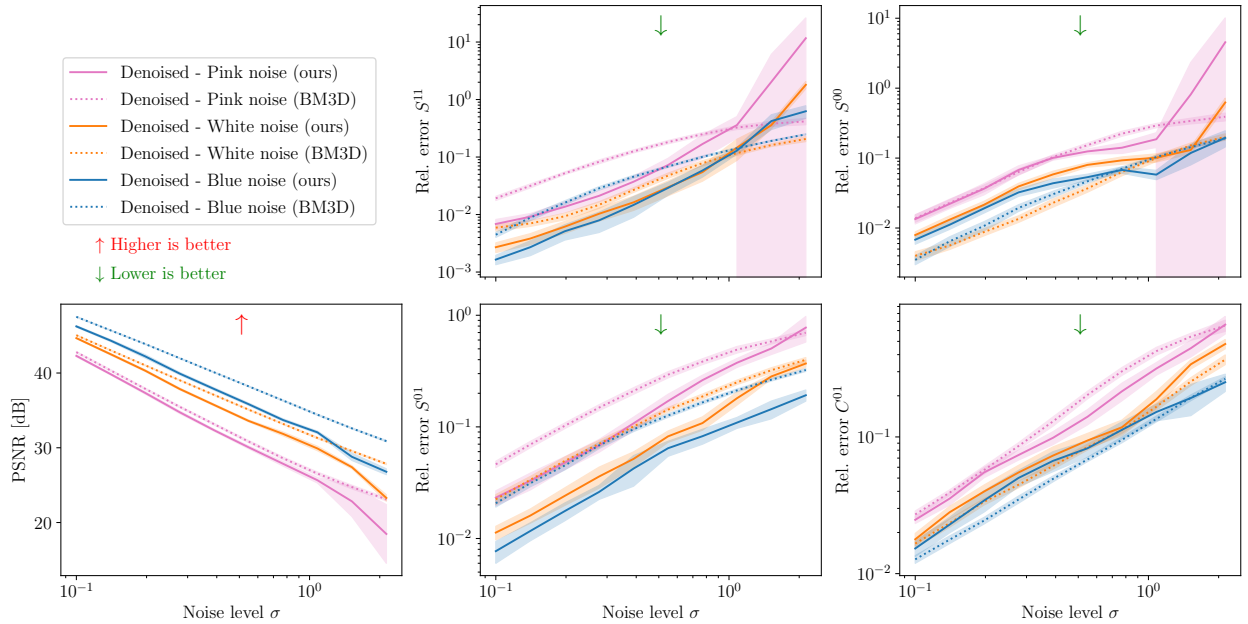 Denoised - Pink noise (ours)
Denoised - Pink noise (BM3D)
Denoised - White noise (ours)
Denoised - White noise (BM3D)
Denoised - Blue noise (ours)
Denoised - Blue noise (BM3D)
↑ Higher is better
↓ Lower is better
Rel. error S¹¹
10¹
10⁰
10⁻¹
10⁻²
10⁻³
↓
Rel. error S⁰⁰
10¹
10⁰
10⁻¹
10⁻²
↓
PSNR [dB]
40
30
20
↑
10⁻¹
10⁰
Noise level σ
Rel. error S⁰¹
10⁰
10⁻¹
10⁻²
↓
10⁻¹
10⁰
Noise level σ
Rel. error C⁰¹
10⁻¹
10⁻²
↓
10⁻¹
10⁰
Noise level σ